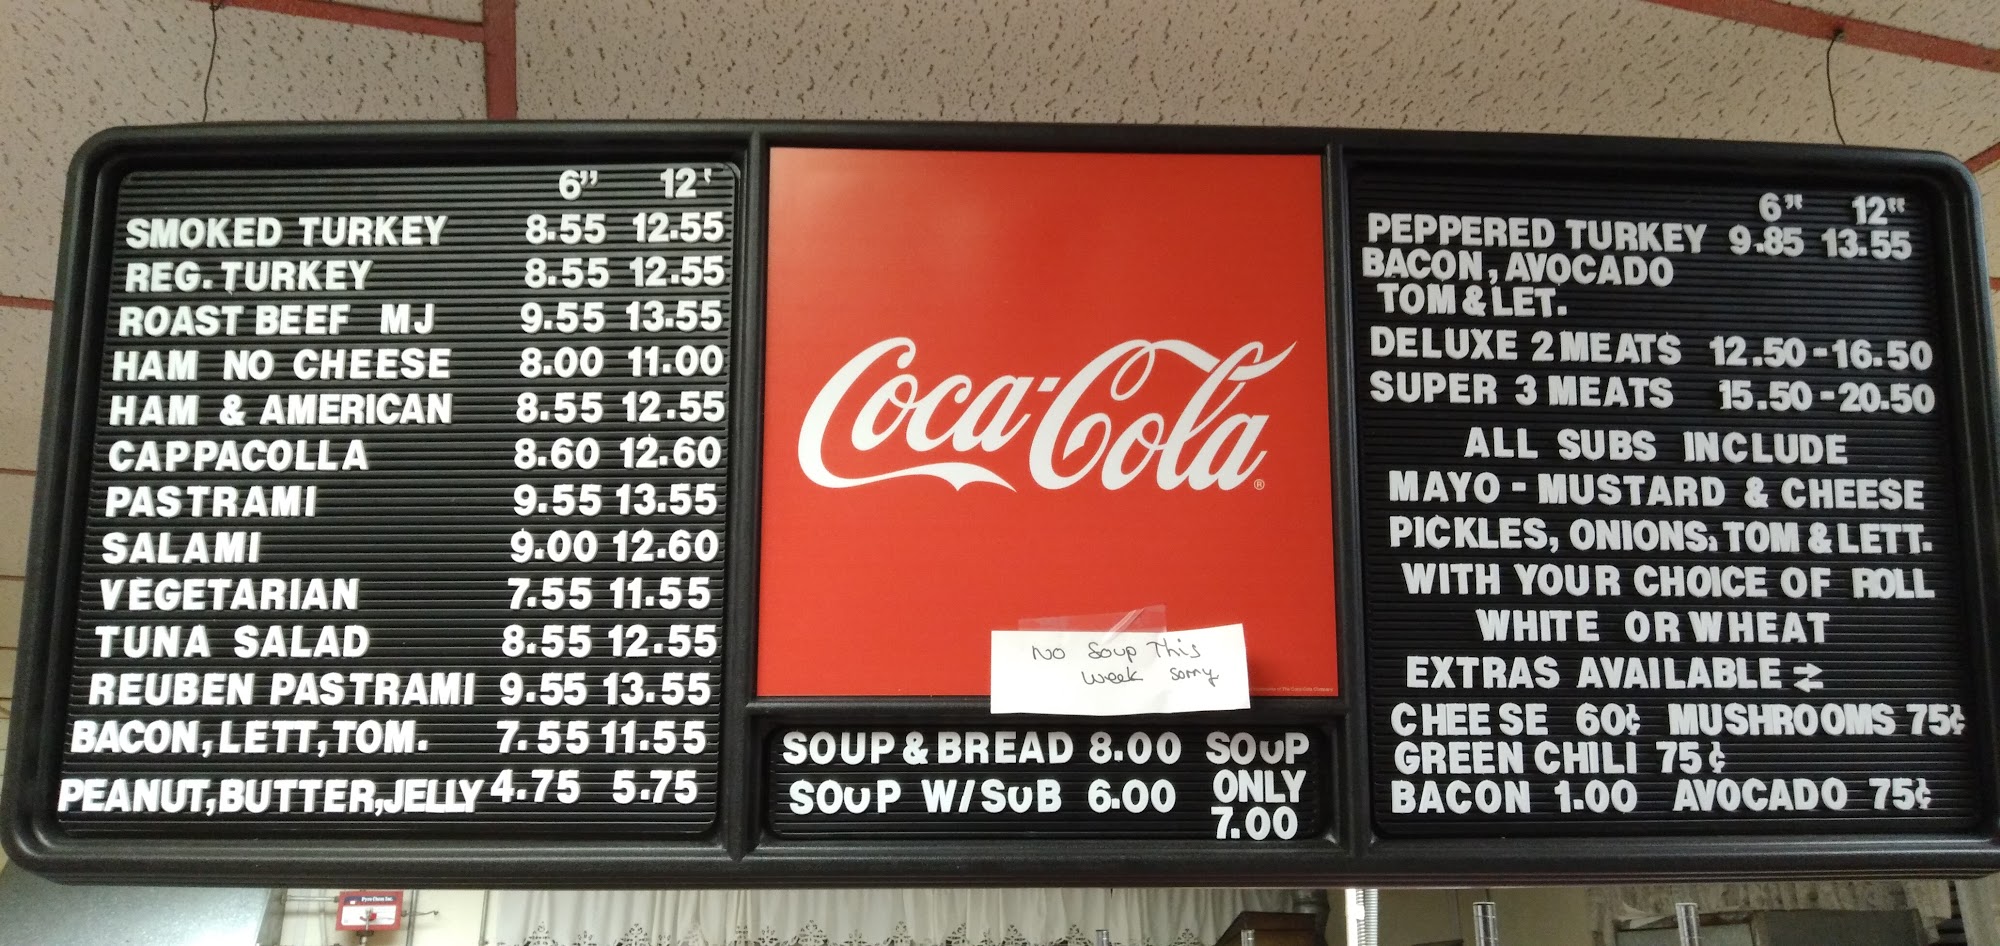 6" 12'
SMOKED TURKEY 8.55 12.55
REG. TURKEY 8.55 12.55
ROAST BEEF MJ 9.55 13.55
HAM NO CHEESE 8.00 11.00
HAM & AMERICAN 8.55 12.55
CAPPACOLLA 8.60 12.60
PASTRAMI 9.55 13.55
SALAMI 9.00 12.60
VEGETARIAN 7.55 11.55
TUNA SALAD 8.55 12.55
REUBEN PASTRAMI 9.55 13.55
BACON, LETT, TOM. 7.55 11.55
PEANUT, BUTTER, JELLY 4.75 5.75
Coca-Cola®
No Soup This
week sorry
SOUP & BREAD 8.00
SOUP W/SUB 6.00
SOUP
ONLY
7.00
6" 12"
PEPPERED TURKEY 9.85 13.55
BACON, AVOCADO
TOM & LET.
DELUXE 2 MEATS 12.50-16.50
SUPER 3 MEATS 15.50-20.50
ALL SUBS INCLUDE
MAYO - MUSTARD & CHEESE
PICKLES, ONIONS, TOM & LETT.
WITH YOUR CHOICE OF ROLL
WHITE OR WHEAT
EXTRAS AVAILABLE
CHEESE 60¢ MUSHROOMS 75¢
GREEN CHILI 75¢
BACON 1.00 AVOCADO 75¢